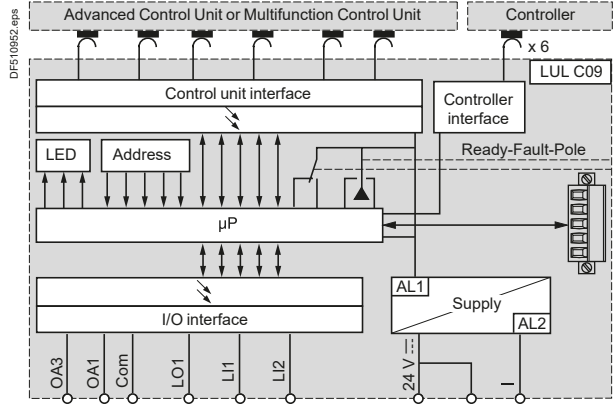 Advanced Control Unit or Multifunction Control Unit
Controller
DF510952.eps
x 6
LUL C09
Control unit interface
Controller
interface
LED
Address
Ready-Fault-Pole
µP
AL1
Supply
AL2
I/O interface
OA3
OA1
Com
LO1
LI1
LI2
24 V